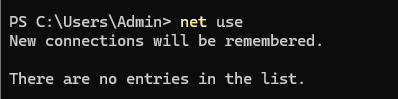 PS C:\Users\Admin> net use
New connections will be remembered.
There are no entries in the list.